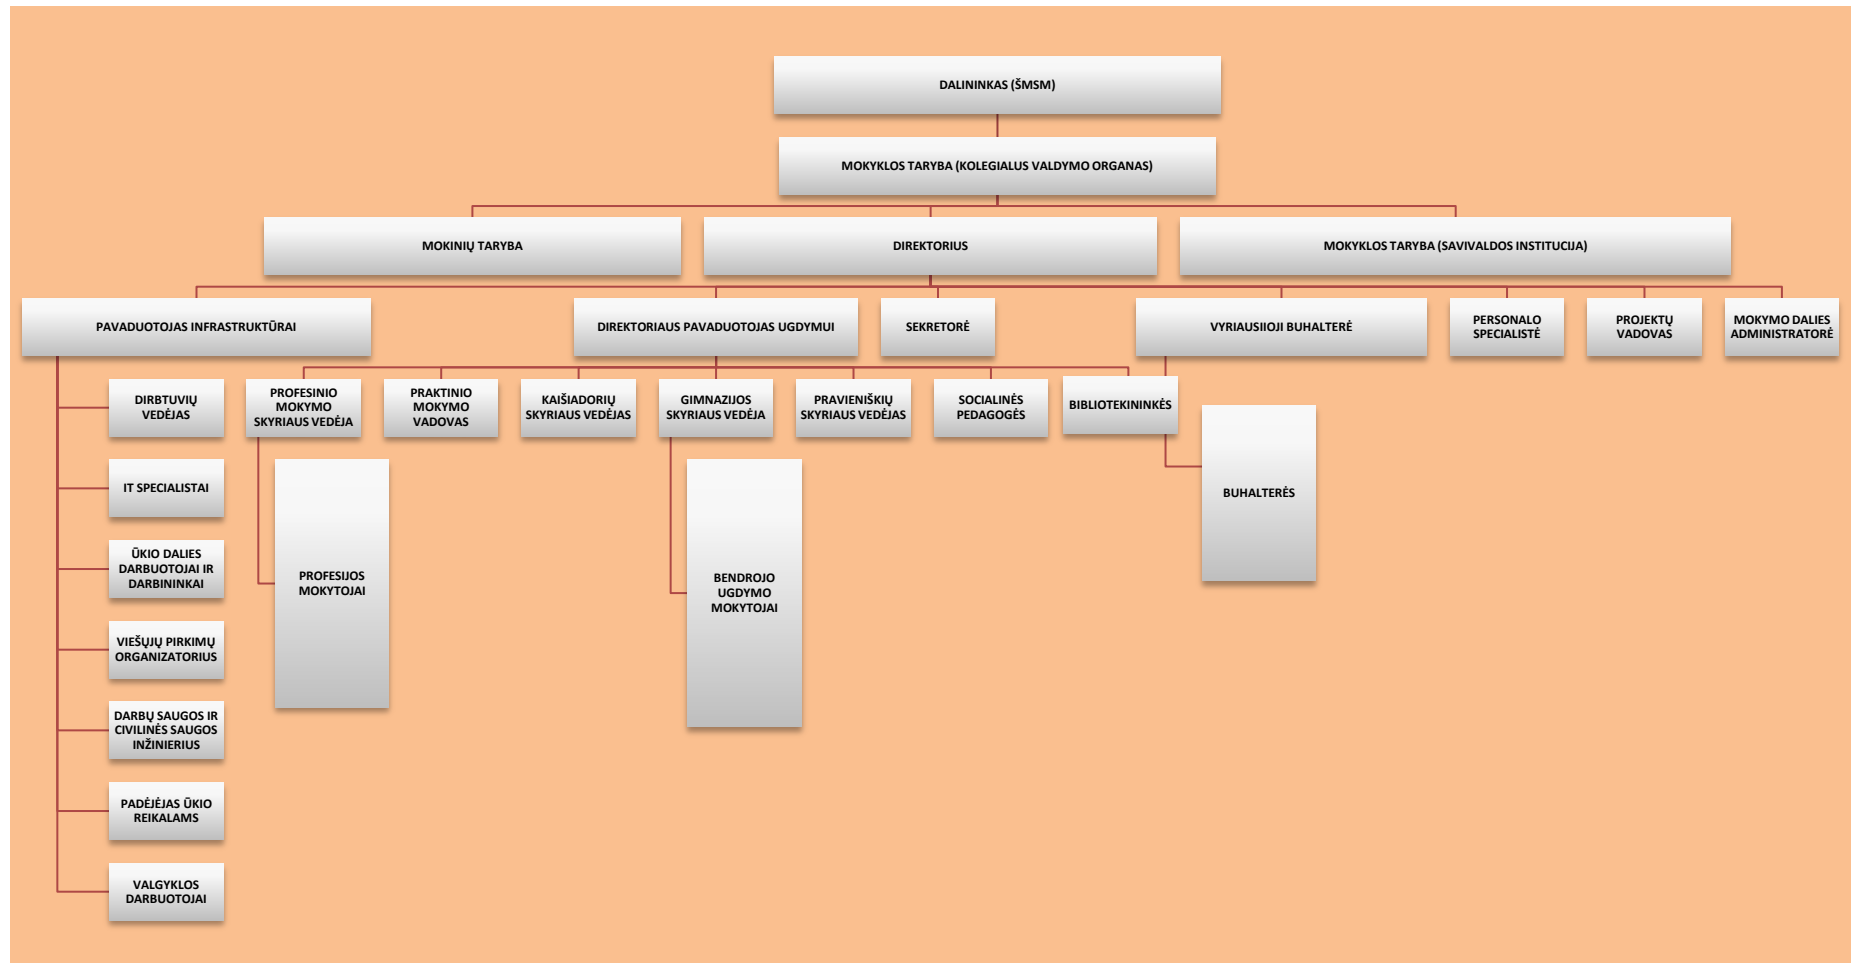 DALININKAS (ŠMSM)
MOKYKLOS TARYBA (KOLEGIALUS VALDYMO ORGANAS)
MOKINIŲ TARYBA
DIREKTORIUS
MOKYKLOS TARYBA (SAVIVALDOS INSTITUCIJA)
PAVADUOTOJAS INFRASTRUKTŪRAI
DIREKTORIAUS PAVADUOTOJAS UGDYMUI
SEKRETORĖ
VYRIAUSIIOJI BUHALTERĖ
PERSONALO
SPECIALISTĖ
PROJEKTŲ
VADOVAS
MOKYMO DALIES
ADMINISTRATORĖ
DIRBTUVIŲ
VEDĖJAS
PROFESINIO
MOKYMO
SKYRIAUS VEDĖJA
PRAKTINIO
MOKYMO
VADOVAS
KAIŠIADORIŲ
SKYRIAUS VEDĖJAS
GIMNAZIJOS
SKYRIAUS VEDĖJA
PRAVIENIŠKIŲ
SKYRIAUS VEDĖJAS
SOCIALINĖS
PEDAGOGĖS
BIBLIOTEKININKĖS
IT SPECIALISTAI
BUHALTERĖS
ŪKIO DALIES
DARBUOTOJAI IR
DARBININKAI
PROFESIJOS
MOKYTOJAI
BENDROJO
UGDYMO
MOKYTOJAI
VIEŠŲJŲ PIRKIMŲ
ORGANIZATORIUS
DARBŲ SAUGOS IR
CIVILINĖS SAUGOS
INŽINIERIUS
PADĖJĖJAS ŪKIO
REIKALAMS
VALGYKLOS
DARBUOTOJAI